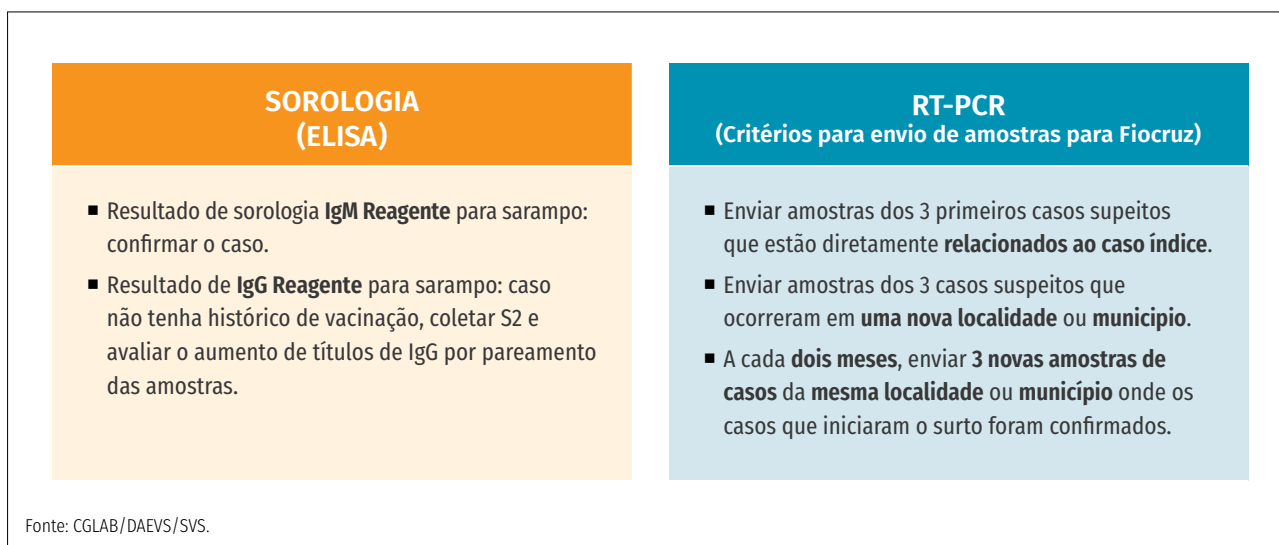 SOROLOGIA
(ELISA)
■ Resultado de sorologia IgM Reagente para sarampo:
confirmar o caso.
■ Resultado de IgG Reagente para sarampo: caso
não tenha histórico de vacinação, coletar S2 e
avaliar o aumento de títulos de IgG por pareamento
das amostras.
RT-PCR
(Critérios para envio de amostras para Fiocruz)
■ Enviar amostras dos 3 primeiros casos supeitos
que estão diretamente relacionados ao caso índice.
■ Enviar amostras dos 3 casos suspeitos que
ocorreram em uma nova localidade ou municipio.
■ A cada dois meses, enviar 3 novas amostras de
casos da mesma localidade ou município onde os
casos que iniciaram o surto foram confirmados.
Fonte: CGLAB/DAEVS/SVS.